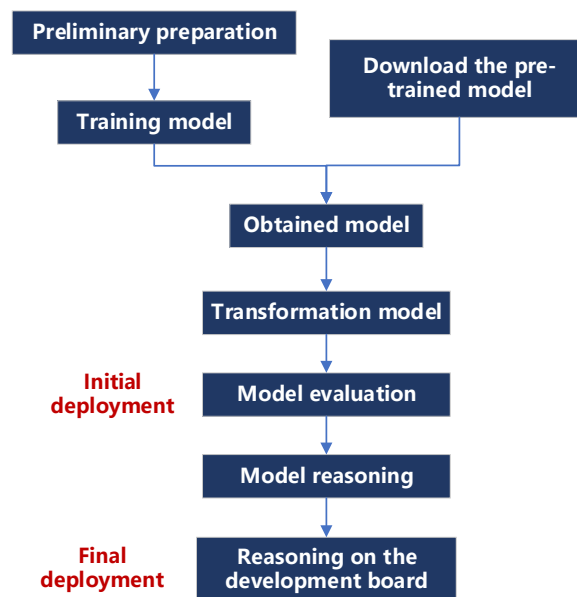 Preliminary preparation
Download the pre-
trained model
Training model
Obtained model
Transformation model
Initial
deployment
Model evaluation
Model reasoning
Final
deployment
Reasoning on the
development board